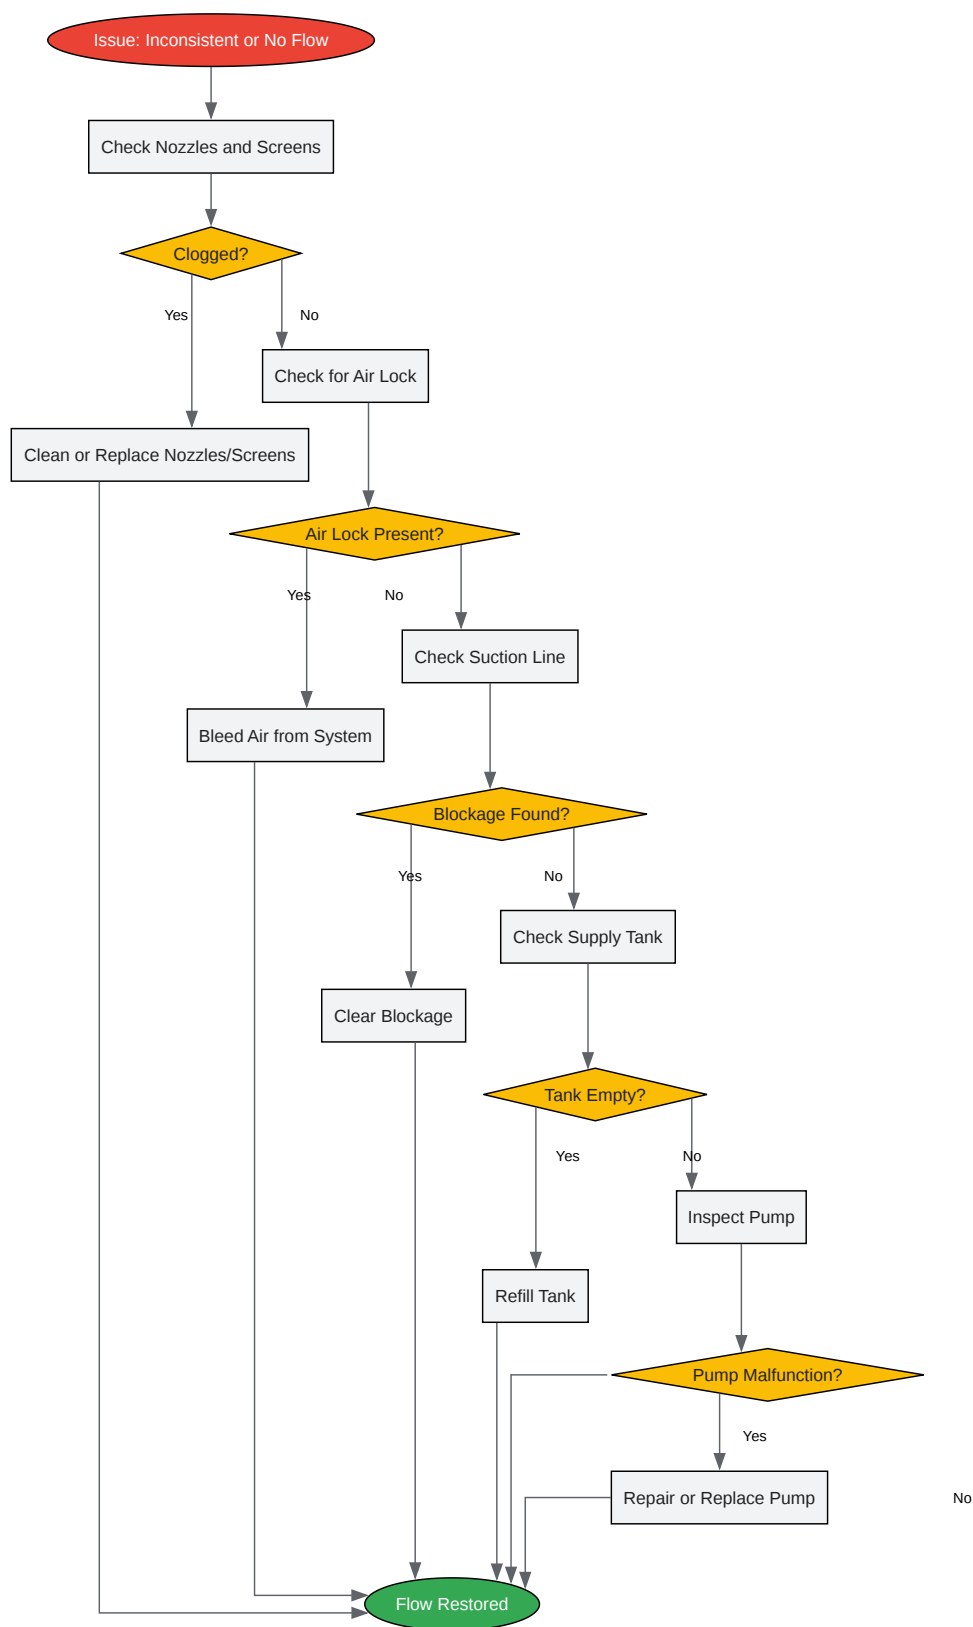 Issue: Inconsistent or No Flow
Check Nozzles and Screens
Clogged?
Yes
No
Check for Air Lock
Clean or Replace Nozzles/Screens
Air Lock Present?
Yes
No
Check Suction Line
Bleed Air from System
Blockage Found?
Yes
No
Check Supply Tank
Clear Blockage
Tank Empty?
Yes
No
Inspect Pump
Refill Tank
Pump Malfunction?
Yes
Repair or Replace Pump
No
Flow Restored